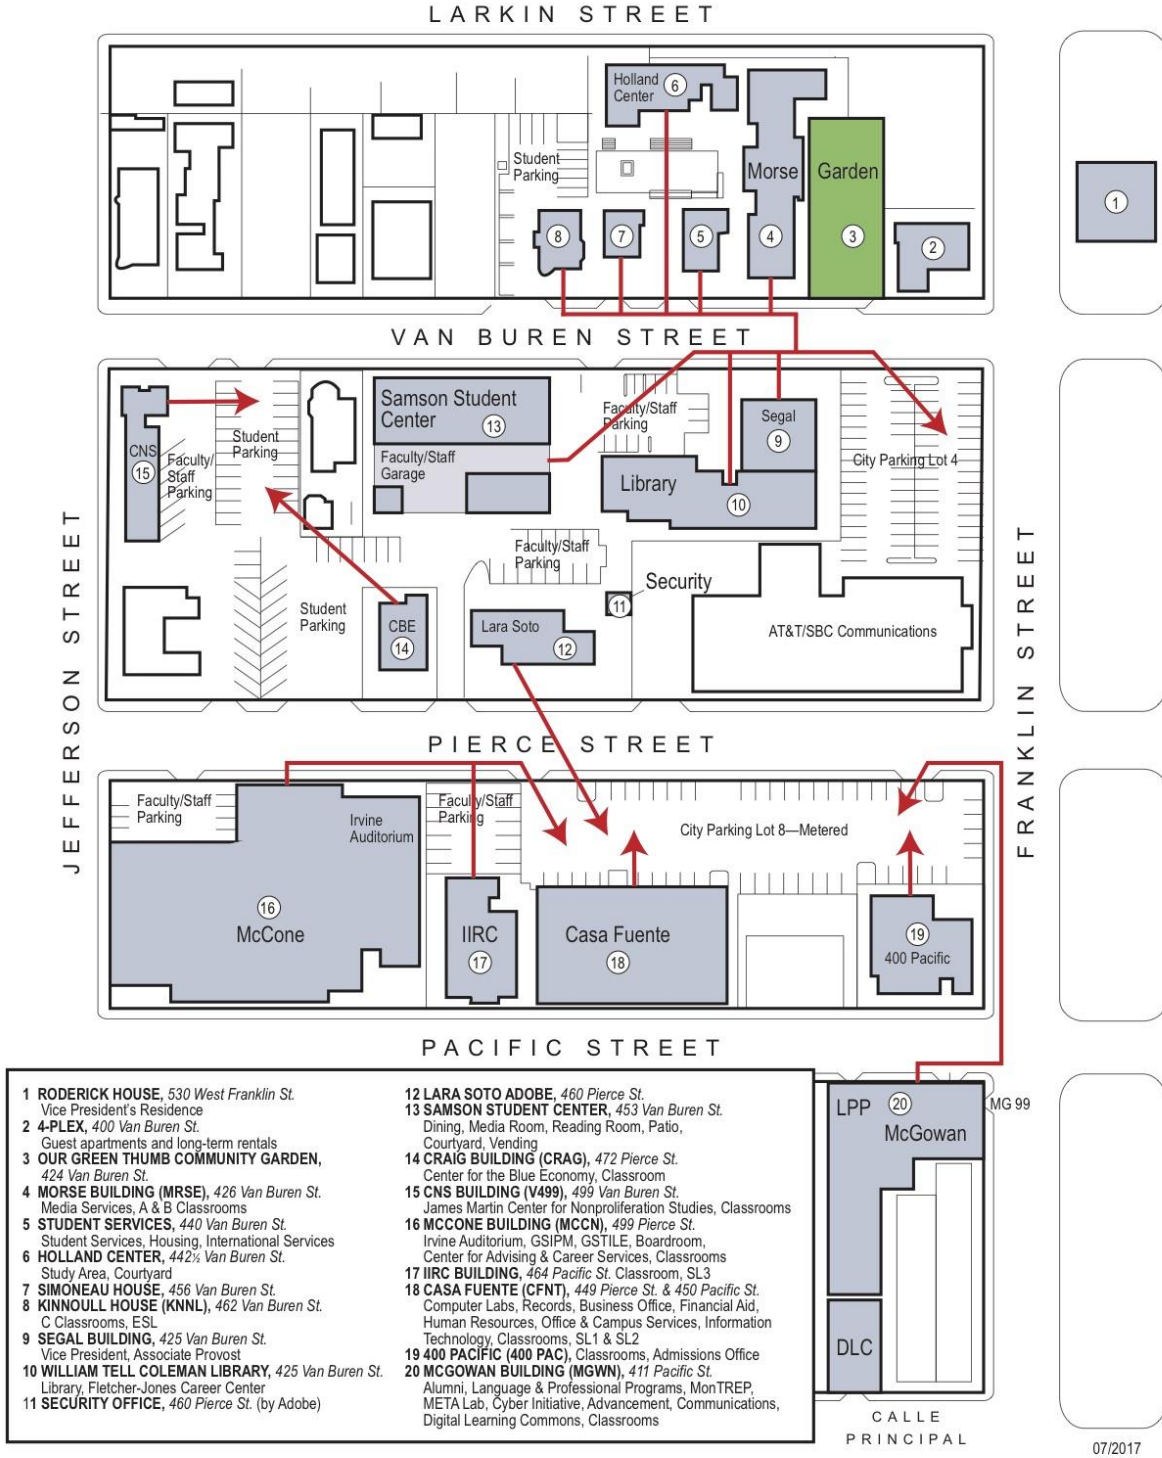 LARKIN STREET
Holland
Center
6
Student
Parking
Morse
Garden
8
7
5
4
3
2
1
VAN BUREN STREET
Samson Student
Center
13
Faculty/Staff
Parking
Segal
9
CNS
15
Faculty/
Staff
Parking
Student
Parking
Faculty/Staff
Garage
Library
10
City Parking Lot 4
Faculty/Staff
Parking
Security
11
Student
Parking
CBE
14
Lara Soto
12
AT&T/SBC Communications
JEFFERSON STREET
FRANKLIN STREET
PIERCE STREET
Faculty/Staff
Parking
Irvine
Auditorium
Faculty/Staff
Parking
City Parking Lot 8—Metered
16
McCone
IIRC
17
Casa Fuente
18
19
400 Pacific
PACIFIC STREET
1 RODERICK HOUSE, 530 West Franklin St.
Vice President's Residence
2 4-PLEX, 400 Van Buren St.
Guest apartments and long-term rentals
3 OUR GREEN THUMB COMMUNITY GARDEN,
424 Van Buren St.
4 MORSE BUILDING (MRSE), 426 Van Buren St.
Media Services, A & B Classrooms
5 STUDENT SERVICES, 440 Van Buren St.
Student Services, Housing, International Services
6 HOLLAND CENTER, 442½ Van Buren St.
Study Area, Courtyard
7 SIMONEAU HOUSE, 456 Van Buren St.
8 KINNOULL HOUSE (KNNL), 462 Van Buren St.
C Classrooms, ESL
9 SEGAL BUILDING, 425 Van Buren St.
Vice President, Associate Provost
10 WILLIAM TELL COLEMAN LIBRARY, 425 Van Buren St.
Library, Fletcher-Jones Career Center
11 SECURITY OFFICE, 460 Pierce St. (by Adobe)
12 LARA SOTO ADOBE, 460 Pierce St.
13 SAMSON STUDENT CENTER, 453 Van Buren St.
Dining, Media Room, Reading Room, Patio,
Courtyard, Vending
14 CRAIG BUILDING (CRAG), 472 Pierce St.
Center for the Blue Economy, Classroom
15 CNS BUILDING (V499), 499 Van Buren St.
James Martin Center for Nonproliferation Studies, Classrooms
16 MCCONE BUILDING (MCCN), 499 Pierce St.
Irvine Auditorium, GSIPM, GSTILE, Boardroom,
Center for Advising & Career Services, Classrooms
17 IIRC BUILDING, 464 Pacific St. Classroom, SL3
18 CASA FUENTE (CFNT), 449 Pierce St. & 450 Pacific St.
Computer Labs, Records, Business Office, Financial Aid,
Human Resources, Office & Campus Services, Information
Technology, Classrooms, SL1 & SL2
19 400 PACIFIC (400 PAC), Classrooms, Admissions Office
20 MCGOWAN BUILDING (MGWN), 411 Pacific St.
Alumni, Language & Professional Programs, MonTREP,
META Lab, Cyber Initiative, Advancement, Communications,
Digital Learning Commons, Classrooms
LPP
20
McGowan
MG 99
DLC
CALLE
PRINCIPAL
07/2017